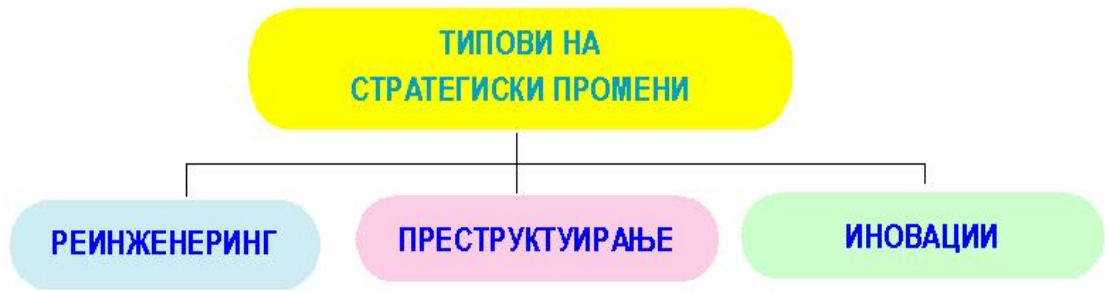 ТИПОВИ НА
СТРАТЕГИСКИ ПРОМЕНИ
РЕИНЖЕНЕРИНГ
ПРЕСТРУКТУИРАЊЕ
ИНОВАЦИИ